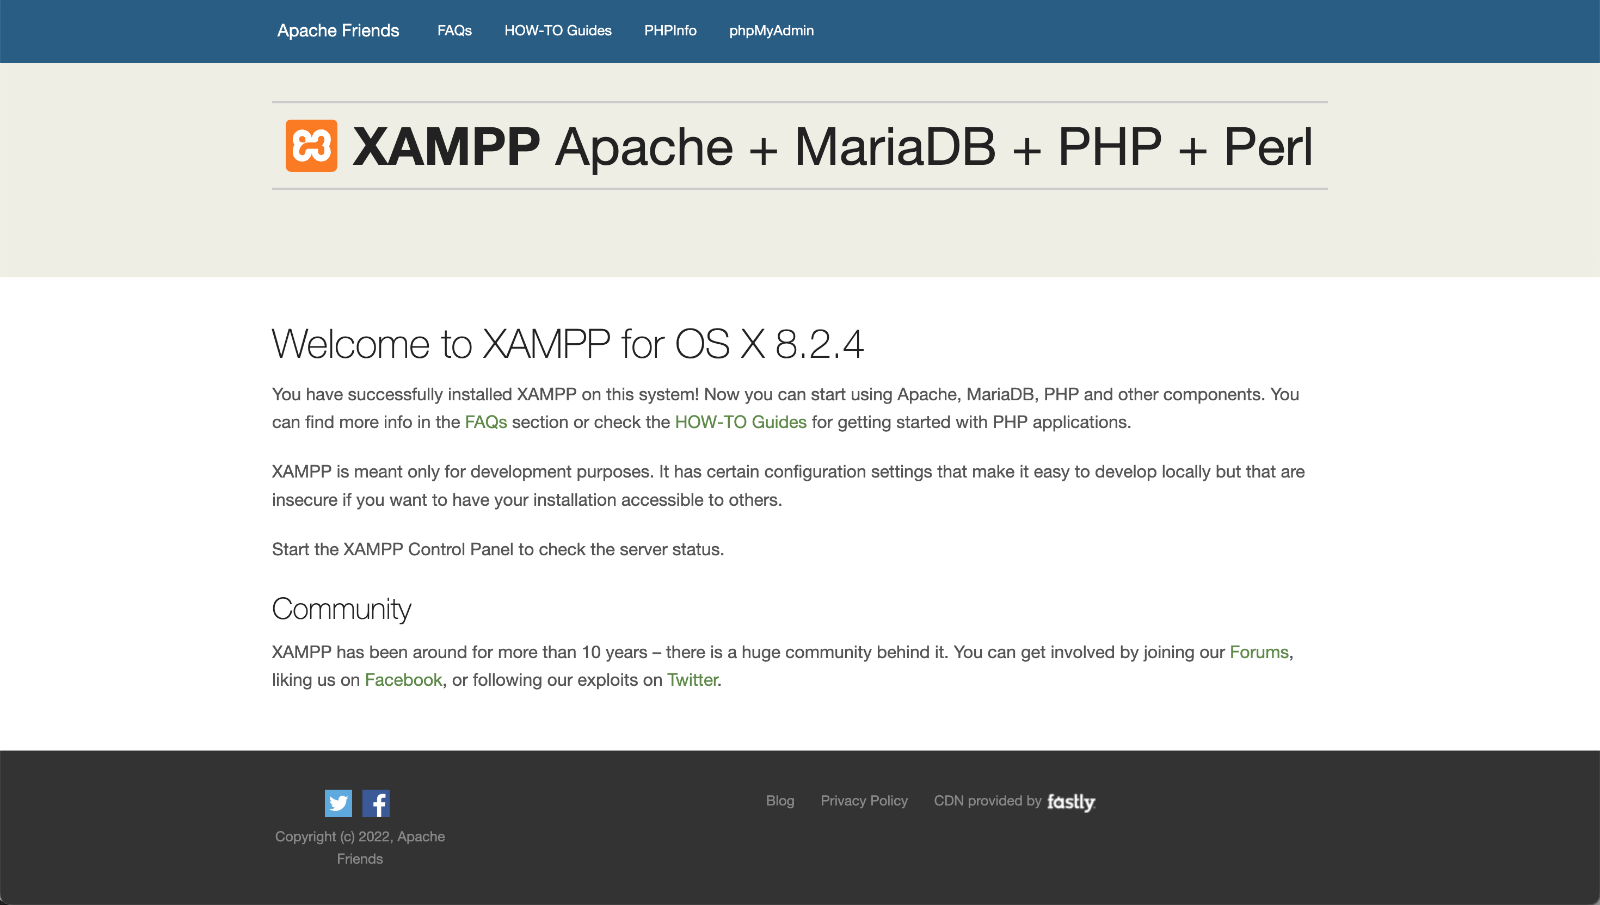 Apache Friends FAQs HOW-TO Guides PHPInfo phpMyAdmin
XAMPP Apache + MariaDB + PHP + Perl
Welcome to XAMPP for OS X 8.2.4
You have successfully installed XAMPP on this system! Now you can start using Apache, MariaDB, PHP and other components. You
can find more info in the FAQs section or check the HOW-TO Guides for getting started with PHP applications.
XAMPP is meant only for development purposes. It has certain configuration settings that make it easy to develop locally but that are
insecure if you want to have your installation accessible to others.
Start the XAMPP Control Panel to check the server status.
Community
XAMPP has been around for more than 10 years – there is a huge community behind it. You can get involved by joining our Forums,
liking us on Facebook, or following our exploits on Twitter.
Blog Privacy Policy CDN provided by fastly
Copyright (c) 2022, Apache
Friends